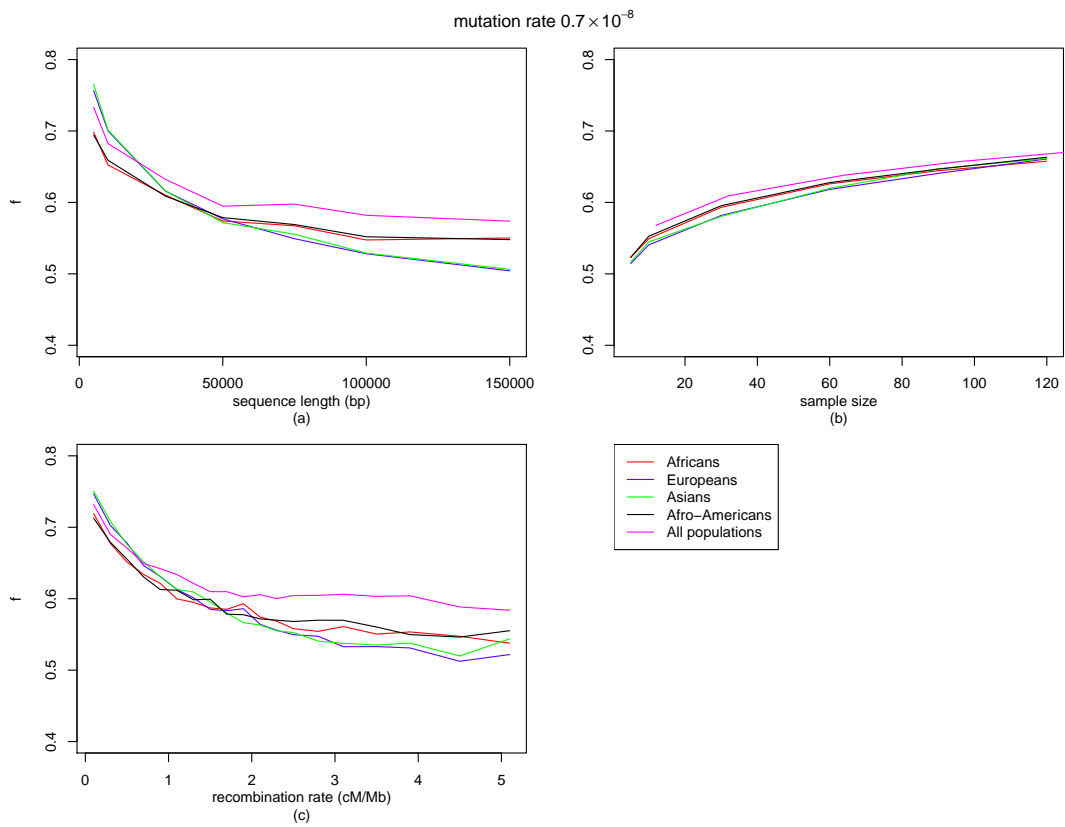 mutation rate 0.7×10⁻⁸
f
0.4
0.5
0.6
0.7
0.8
0
50000
100000
150000
sequence length (bp)
(a)
0.4
0.5
0.6
0.7
0.8
20
40
60
80
100
120
sample size
(b)
f
0.4
0.5
0.6
0.7
0.8
0
1
2
3
4
5
recombination rate (cM/Mb)
(c)
Africans
Europeans
Asians
Afro−Americans
All populations